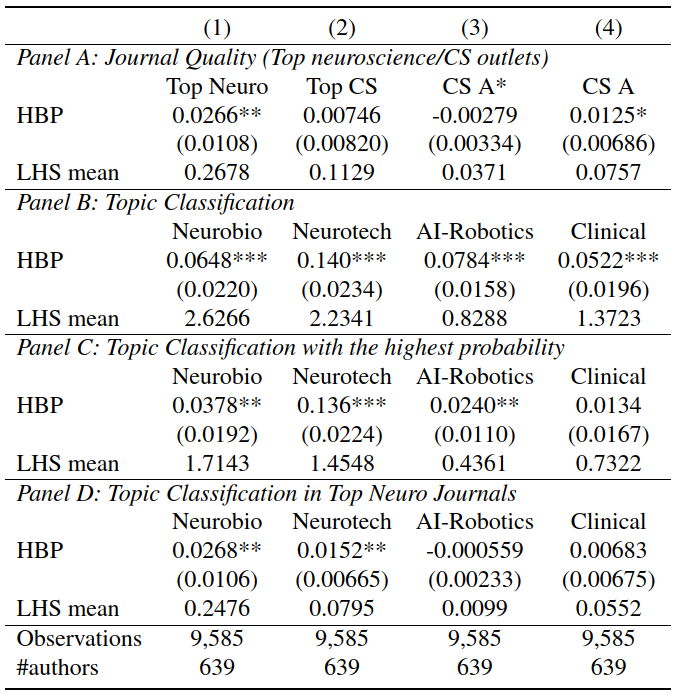 (1) (2) (3) (4)
Panel A: Journal Quality (Top neuroscience/CS outlets)
Top Neuro Top CS CS A* CS A
HBP 0.0266** 0.00746 -0.00279 0.0125*
(0.0108) (0.00820) (0.00334) (0.00686)
LHS mean 0.2678 0.1129 0.0371 0.0757
Panel B: Topic Classification
Neurobio Neurotech AI-Robotics Clinical
HBP 0.0648*** 0.140*** 0.0784*** 0.0522***
(0.0220) (0.0234) (0.0158) (0.0196)
LHS mean 2.6266 2.2341 0.8288 1.3723
Panel C: Topic Classification with the highest probability
Neurobio Neurotech AI-Robotics Clinical
HBP 0.0378** 0.136*** 0.0240** 0.0134
(0.0192) (0.0224) (0.0110) (0.0167)
LHS mean 1.7143 1.4548 0.4361 0.7322
Panel D: Topic Classification in Top Neuro Journals
Neurobio Neurotech AI-Robotics Clinical
HBP 0.0268** 0.0152** -0.000559 0.00683
(0.0106) (0.00665) (0.00233) (0.00675)
LHS mean 0.2476 0.0795 0.0099 0.0552
Observations 9,585 9,585 9,585 9,585
#authors 639 639 639 639